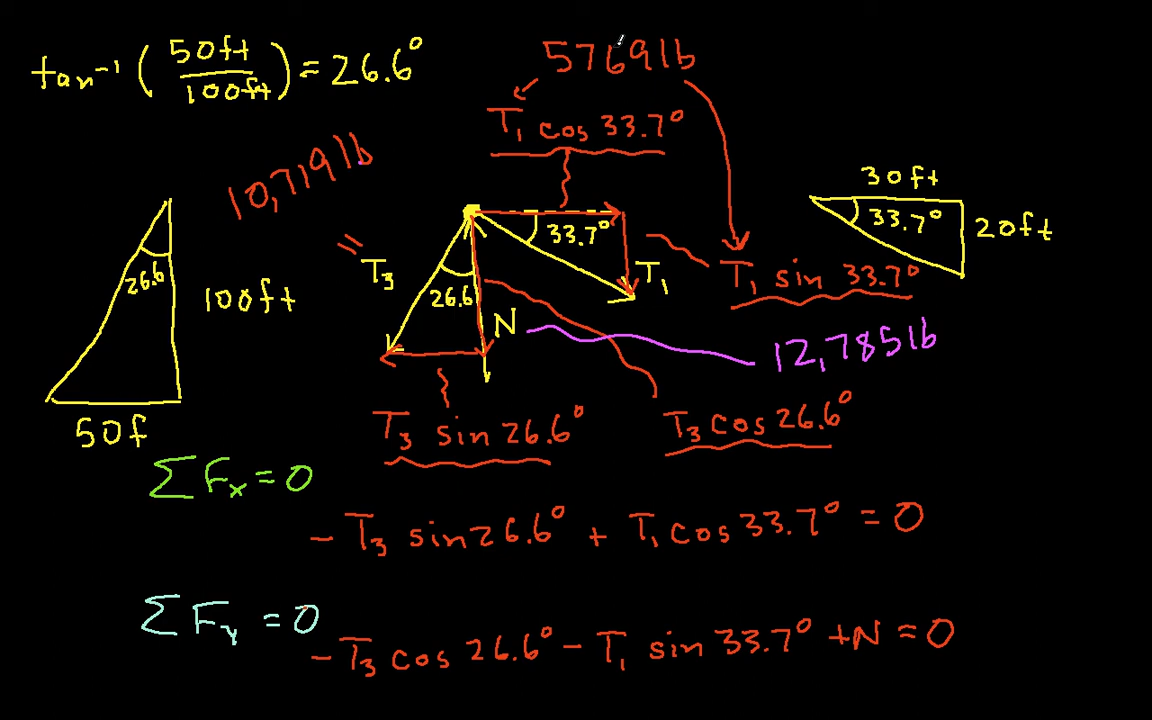 tan⁻¹ ( 50ft / 100ft ) = 26.6°
5769lb
T₁ cos 33.7°
10,719lb
=
30ft
33.7°
20ft
33.7°
T₃
T₁
T₁ sin 33.7°
26.6
26.6
100ft
N
12,785lb
50f
T₃ sin 26.6°
T₃ cos 26.6°
ΣFx = 0
- T₃ sin 26.6° + T₁ cos 33.7° = 0
ΣFy = 0
- T₃ cos 26.6° - T₁ sin 33.7° + N = 0